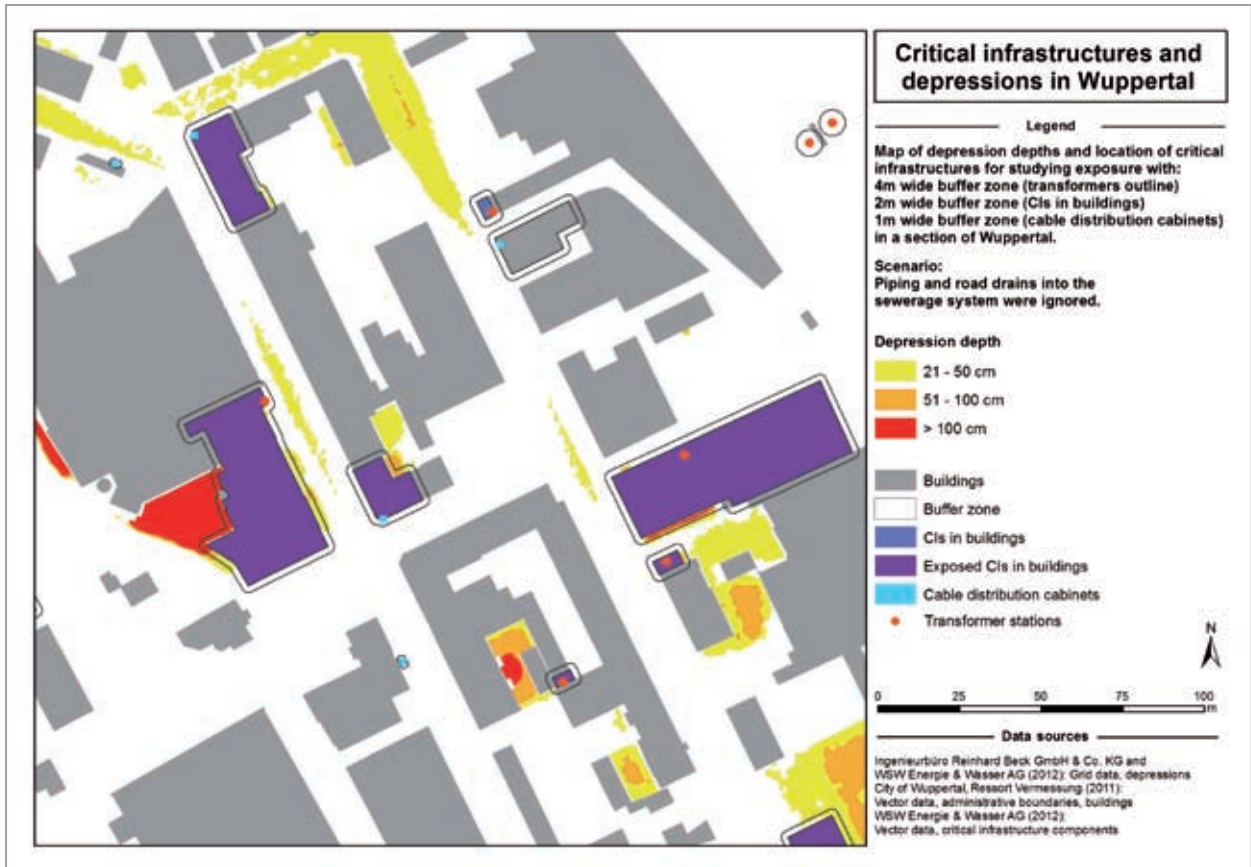 Critical infrastructures and
depressions in Wuppertal
Legend
Map of depression depths and location of critical
infrastructures for studying exposure with:
4m wide buffer zone (transformers outline)
2m wide buffer zone (CIs in buildings)
1m wide buffer zone (cable distribution cabinets)
in a section of Wuppertal.
Scenario:
Piping and road drains into the
sewerage system were ignored.
Depression depth
21 - 50 cm
51 - 100 cm
> 100 cm
Buildings
Buffer zone
CIs in buildings
Exposed CIs in buildings
Cable distribution cabinets
Transformer stations
N
0 25 50 75 100
m
Data sources
Ingenieurbüro Reinhard Beck GmbH & Co. KG and
WSW Energie & Wasser AG (2012): Grid data, depressions
City of Wuppertal, Ressort Vermessung (2011):
Vector data, administrative boundaries, buildings
WSW Energie & Wasser AG (2012):
Vector data, critical infrastructure components